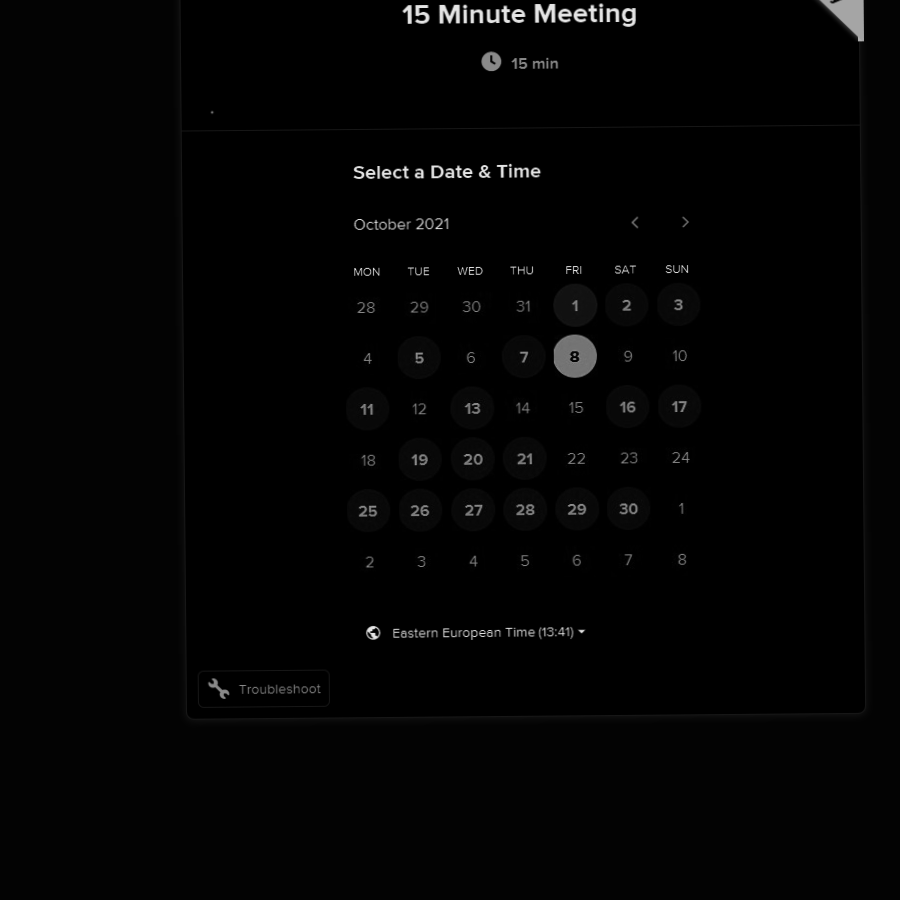 15 Minute Meeting
15 min
.
Select a Date & Time
October 2021
MON TUE WED THU FRI SAT SUN
28 29 30 31 1 2 3
4 5 6 7 8 9 10
11 12 13 14 15 16 17
18 19 20 21 22 23 24
25 26 27 28 29 30 1
2 3 4 5 6 7 8
Eastern European Time (13:41)
Troubleshoot